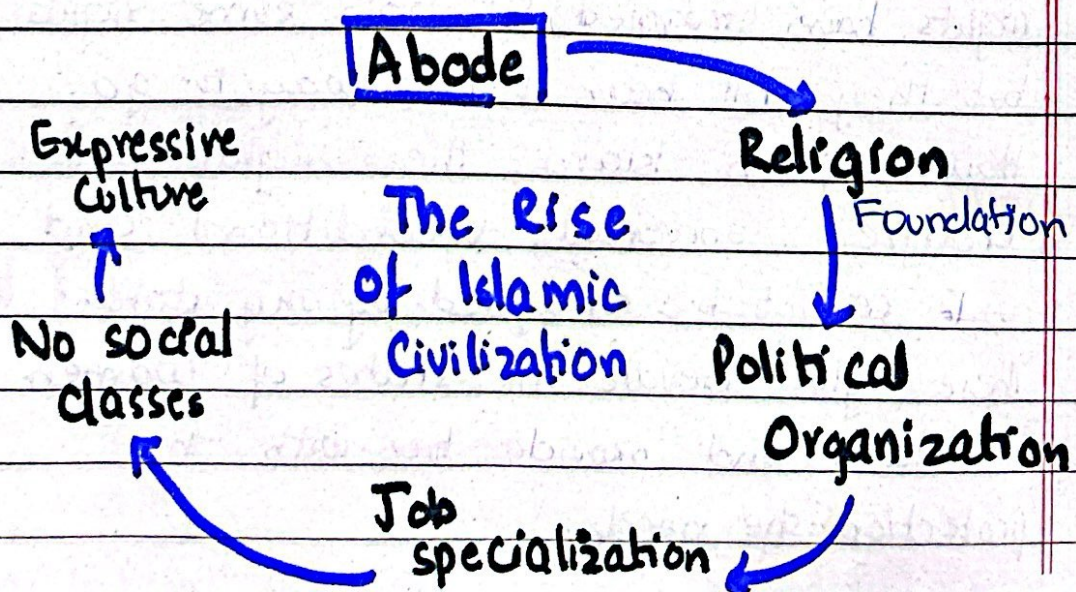 Abode
Religion
Foundation
Political
Organization
Job
specialization
No social
classes
Expressive
Culture
The Rise
Of Islamic
Civilization